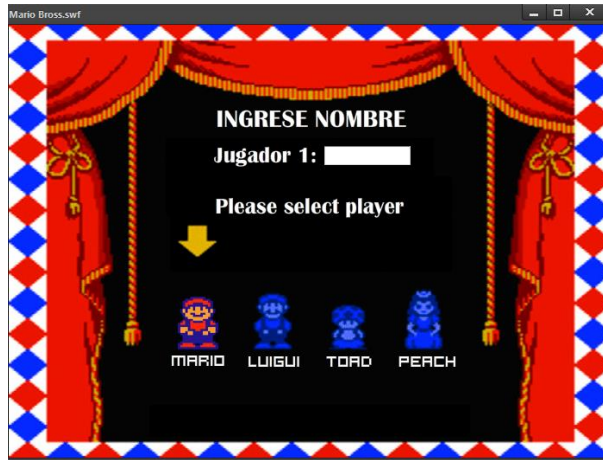 Mario Bross.swf
INGRESE NOMBRE
Jugador 1:
Please select player
MARIO LUIGUI TOAD PEACH